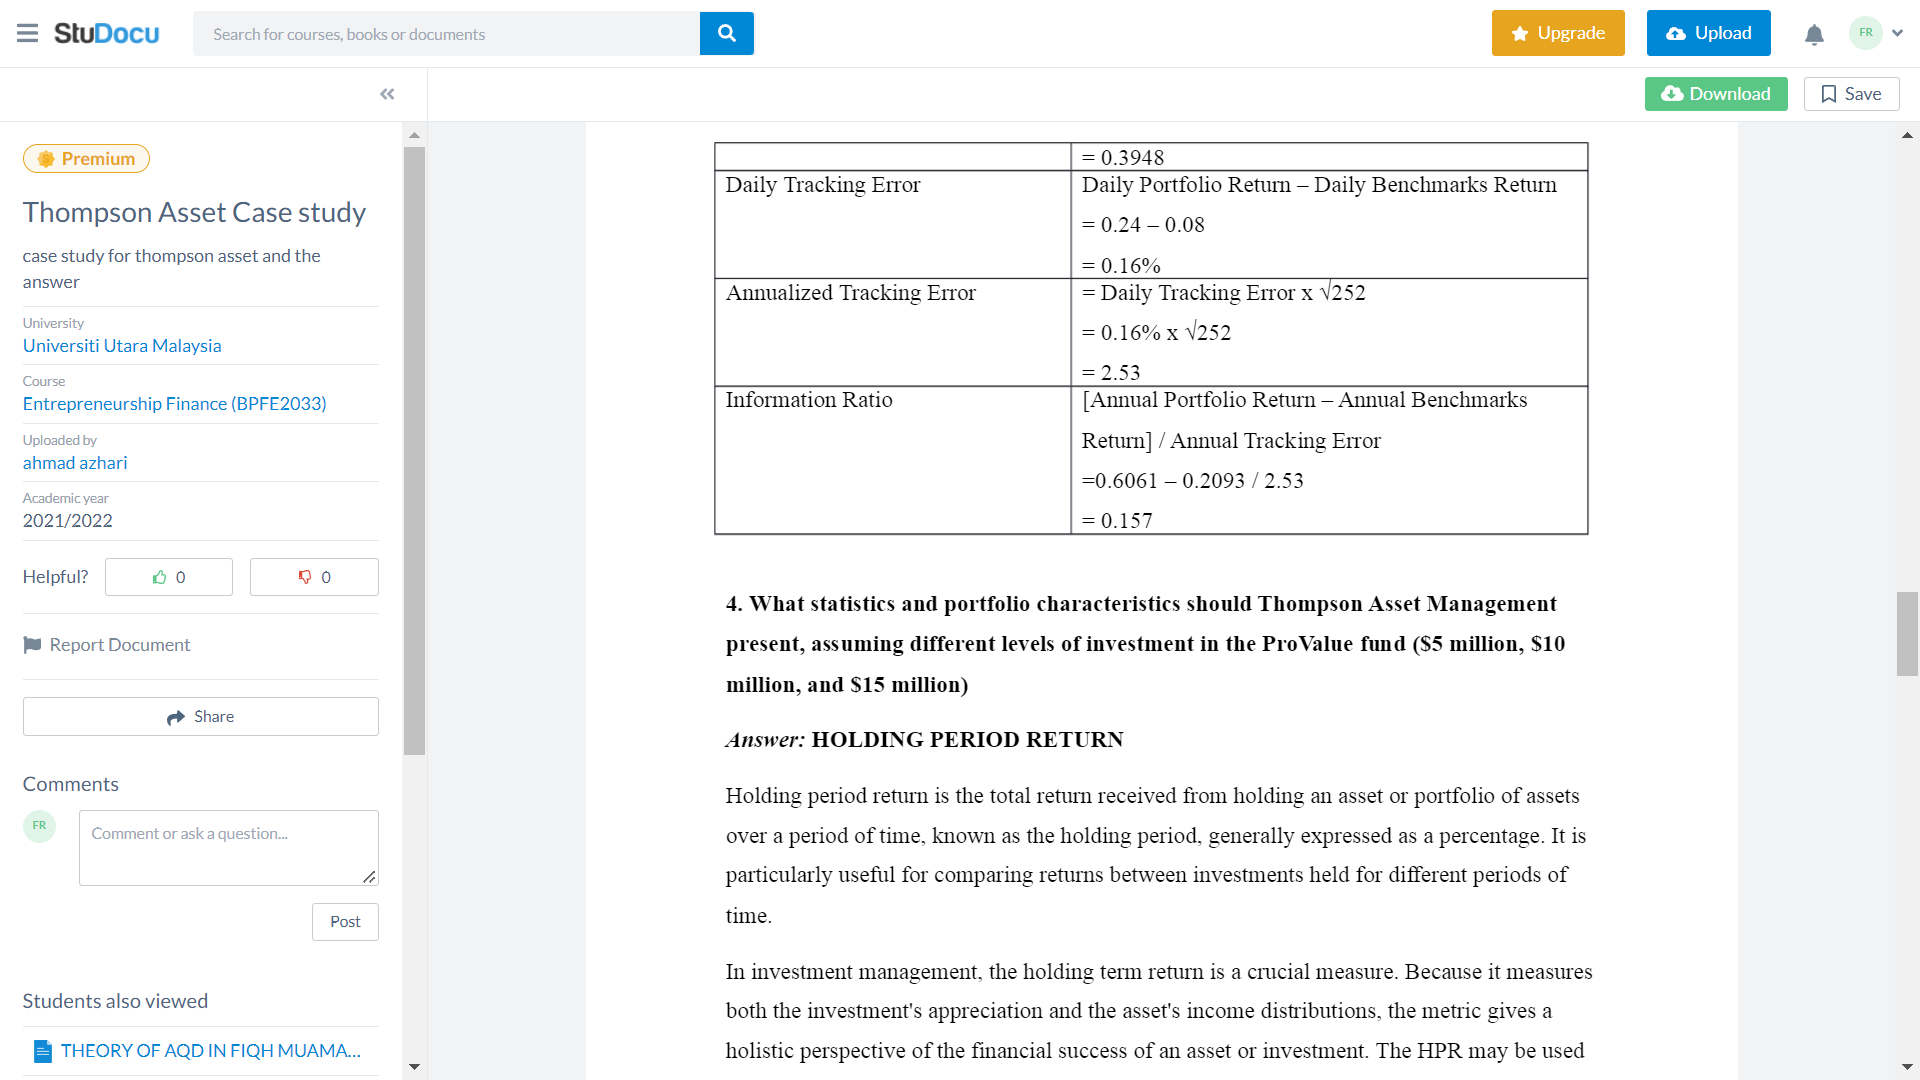 StuDocu
Search for courses, books or documents
Upgrade
Upload
FR
Download
Save
Premium
Thompson Asset Case study
case study for thompson asset and the
answer
University
Universiti Utara Malaysia
Course
Entrepreneurship Finance (BPFE2033)
Uploaded by
ahmad azhari
Academic year
2021/2022
Helpful?
0
0
Report Document
Share
Comments
FR
Comment or ask a question...
Post
Students also viewed
THEORY OF AQD IN FIQH MUAMA...
= 0.3948
Daily Tracking Error
Daily Portfolio Return – Daily Benchmarks Return
= 0.24 – 0.08
= 0.16%
Annualized Tracking Error
= Daily Tracking Error x √252
= 0.16% x √252
= 2.53
Information Ratio
[Annual Portfolio Return – Annual Benchmarks
Return] / Annual Tracking Error
=0.6061 – 0.2093 / 2.53
= 0.157
4. What statistics and portfolio characteristics should Thompson Asset Management
present, assuming different levels of investment in the ProValue fund ($5 million, $10
million, and $15 million)
Answer: HOLDING PERIOD RETURN
Holding period return is the total return received from holding an asset or portfolio of assets
over a period of time, known as the holding period, generally expressed as a percentage. It is
particularly useful for comparing returns between investments held for different periods of
time.
In investment management, the holding term return is a crucial measure. Because it measures
both the investment's appreciation and the asset's income distributions, the metric gives a
holistic perspective of the financial success of an asset or investment. The HPR may be used